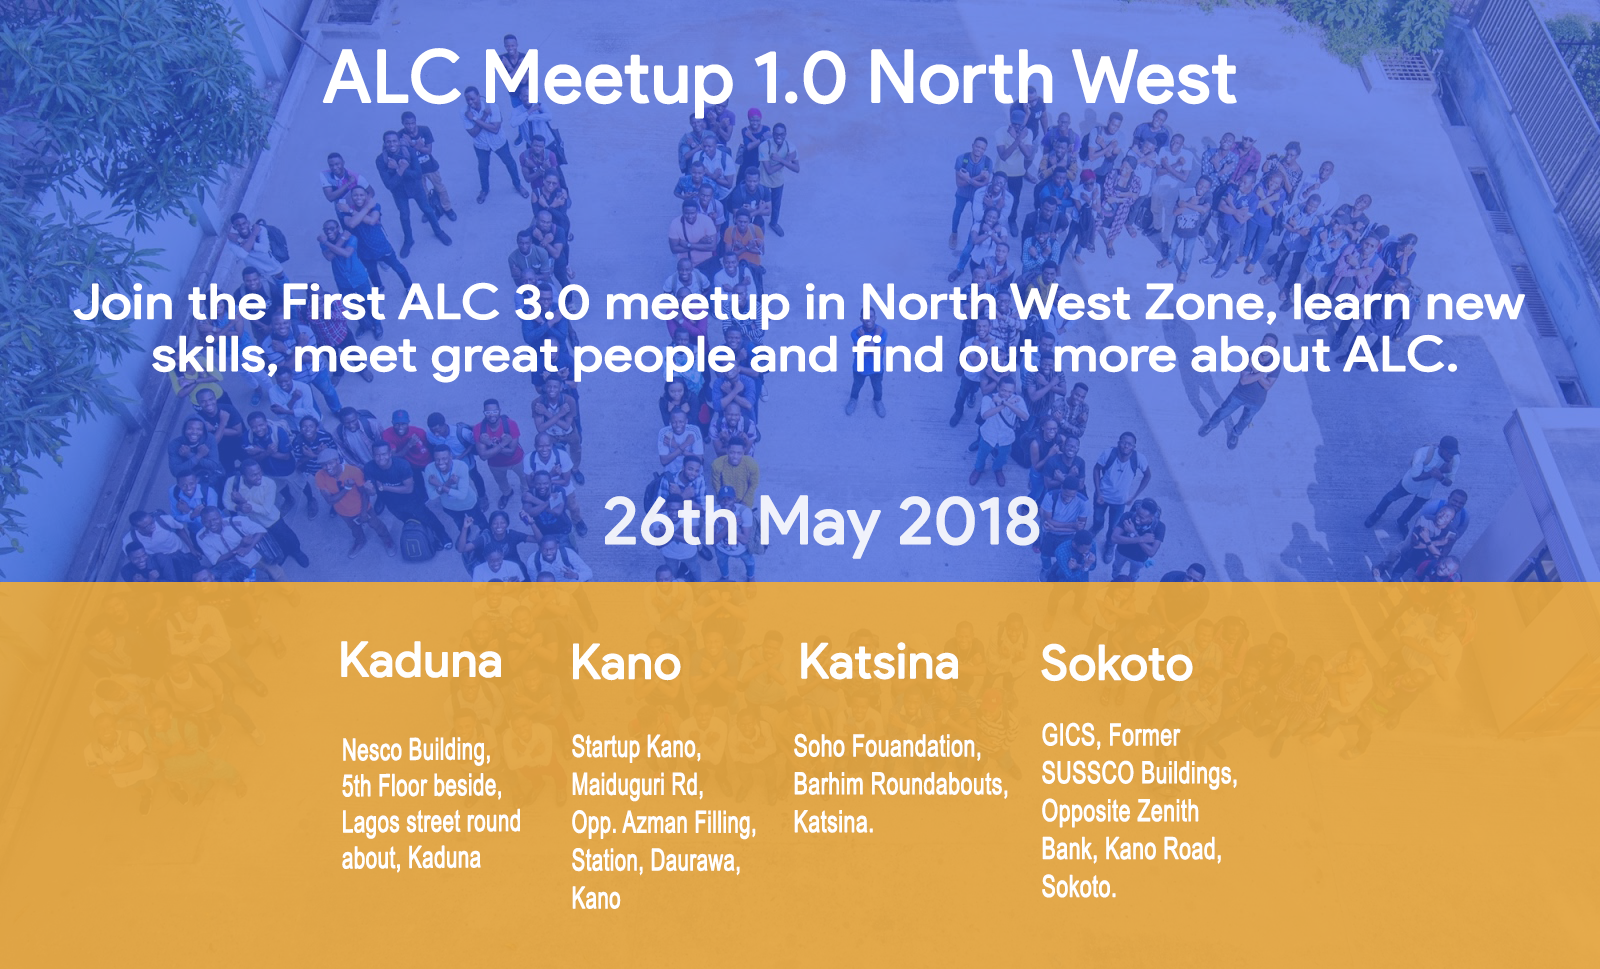 ALC Meetup 1.0 North West
Join the First ALC 3.0 meetup in North West Zone, learn new
skills, meet great people and find out more about ALC.
26th May 2018
Kaduna
Nesco Building,
5th Floor beside,
Lagos street round
about, Kaduna
Kano
Startup Kano,
Maiduguri Rd,
Opp. Azman Filling,
Station, Daurawa,
Kano
Katsina
Soho Fouandation,
Barhim Roundabouts,
Katsina.
Sokoto
GICS, Former
SUSSCO Buildings,
Opposite Zenith
Bank, Kano Road,
Sokoto.